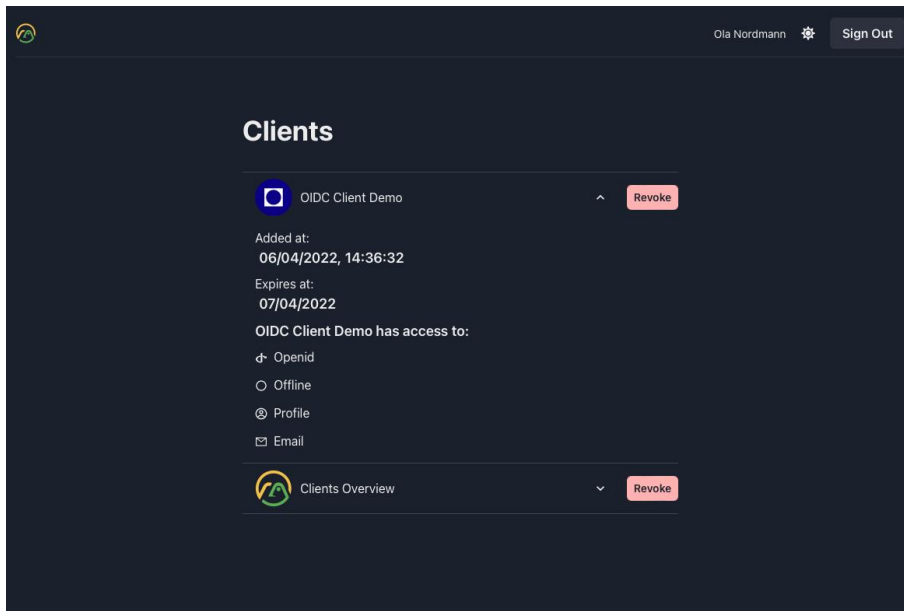 Ola Nordmann
Sign Out
Clients
OIDC Client Demo
Revoke
Added at:
06/04/2022, 14:36:32
Expires at:
07/04/2022
OIDC Client Demo has access to:
Openid
Offline
Profile
Email
Clients Overview
Revoke